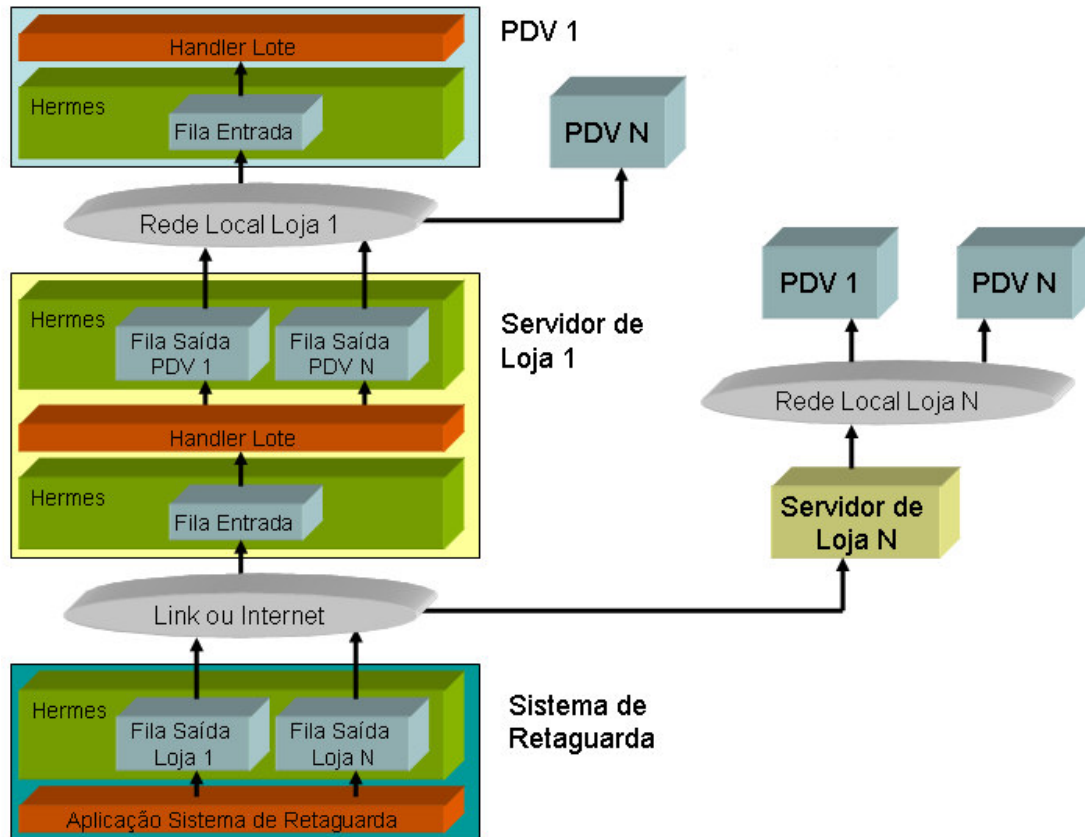 PDV 1
Handler Lote
Hermes
Fila Entrada
PDV N
Rede Local Loja 1
Hermes
Fila Saída
PDV 1
Fila Saída
PDV N
Servidor de
Loja 1
PDV 1
PDV N
Rede Local Loja N
Handler Lote
Hermes
Fila Entrada
Servidor de
Loja N
Link ou Internet
Hermes
Fila Saída
Loja 1
Fila Saída
Loja N
Sistema de
Retaguarda
Aplicação Sistema de Retaguarda